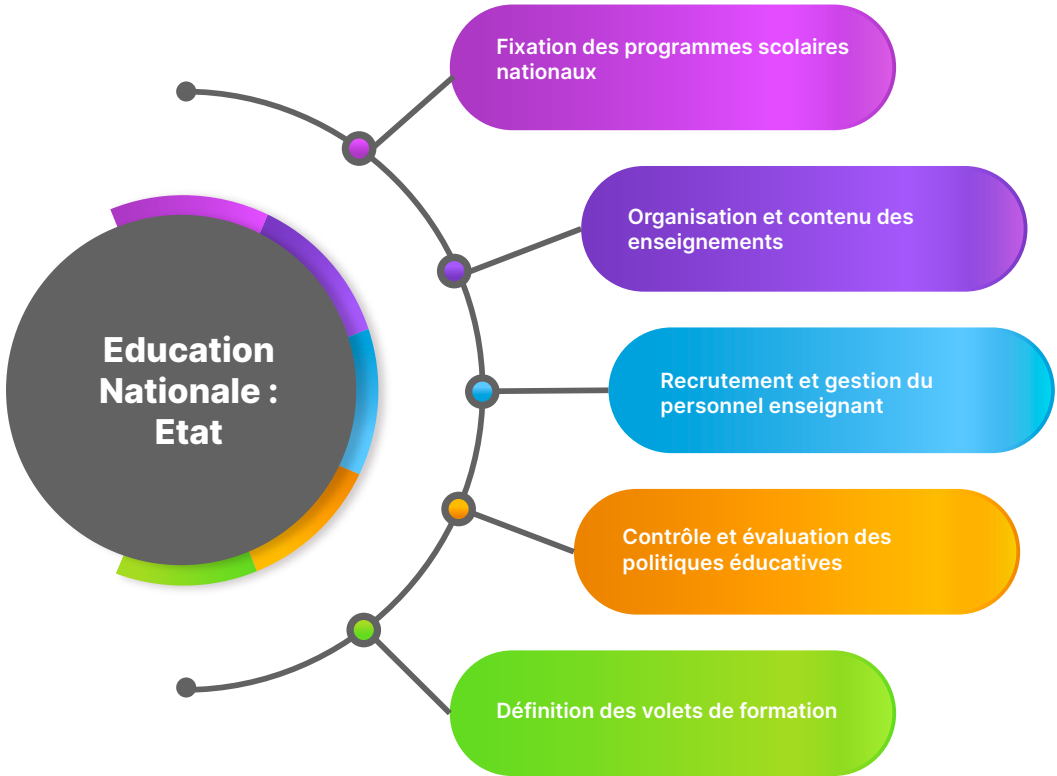 Fixation des programmes scolaires
nationaux
Organisation et contenu des
enseignements
Education
Nationale :
Etat
Recrutement et gestion du
personnel enseignant
Contrôle et évaluation des
politiques éducatives
Définition des volets de formation